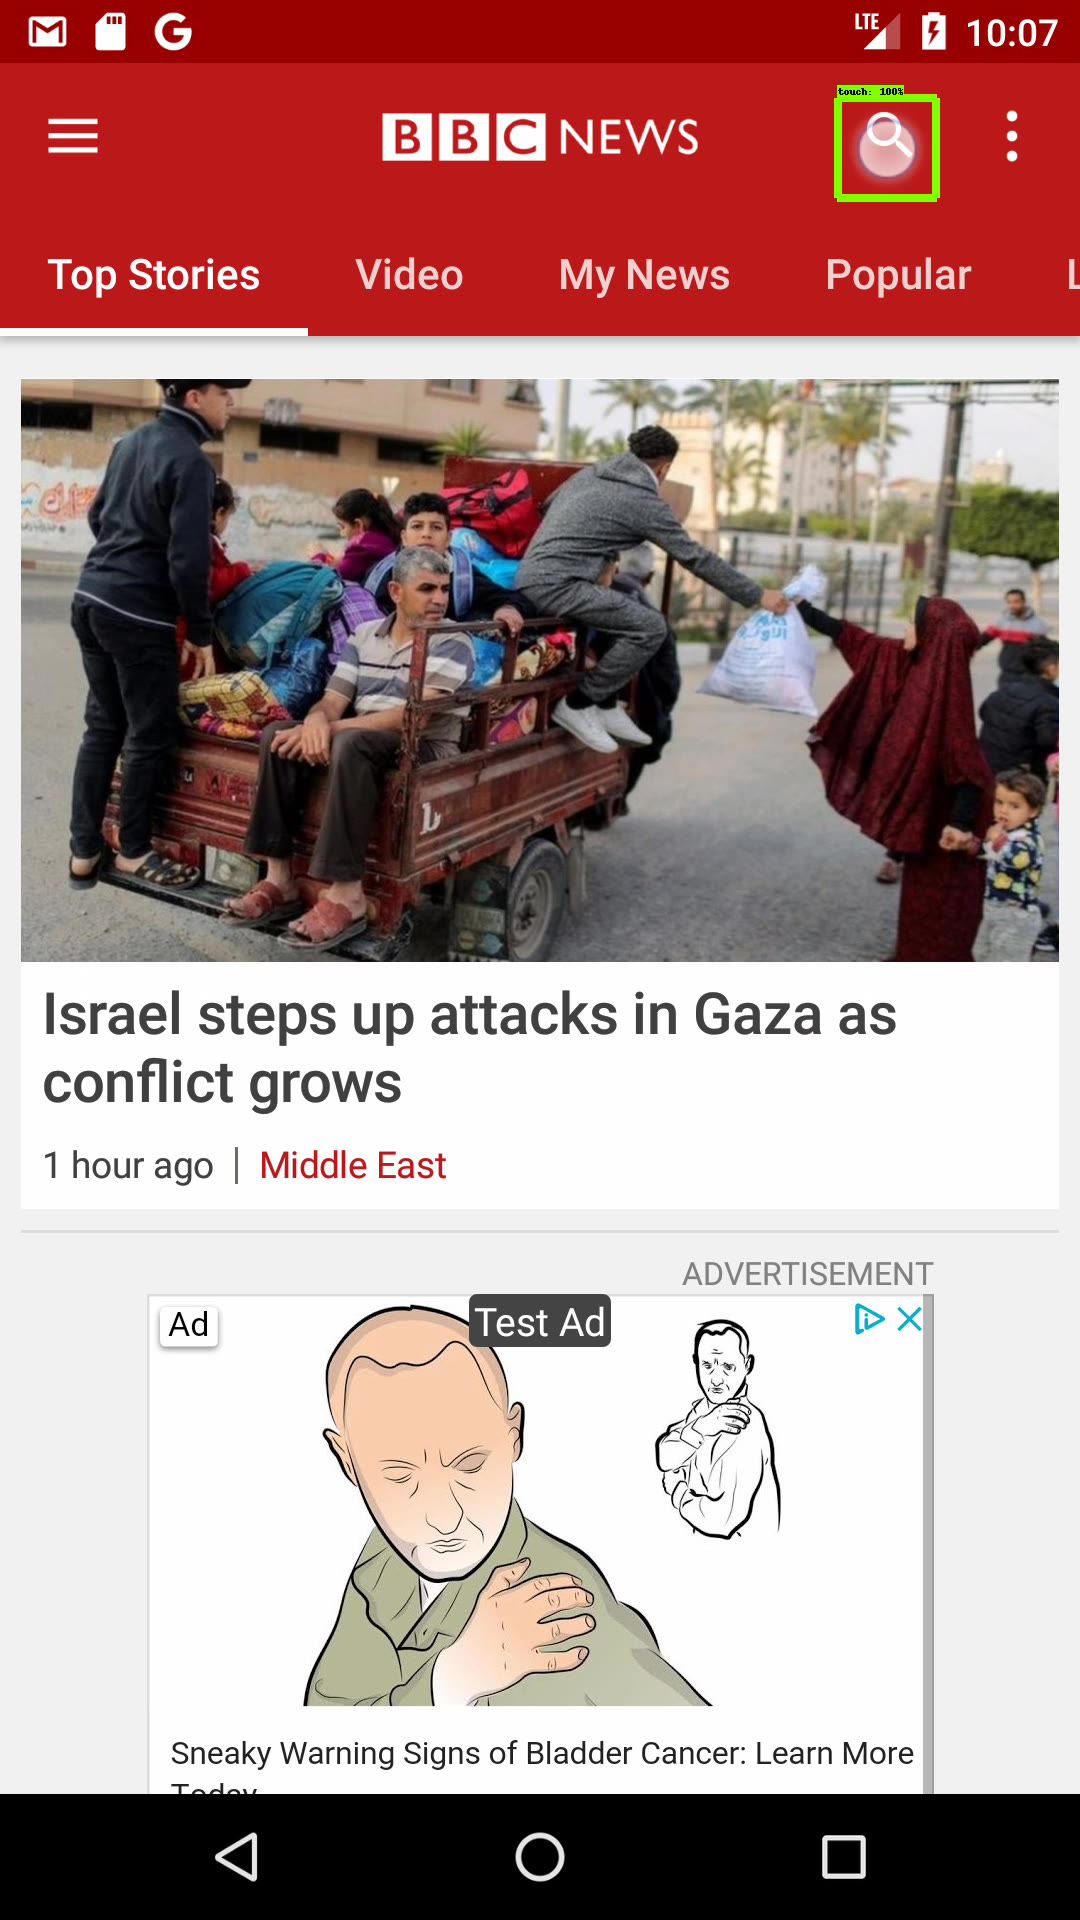 10:07
LTE
touch: 100%
BBC NEWS
Top Stories Video My News Popular L
Israel steps up attacks in Gaza as
conflict grows
1 hour ago | Middle East
ADVERTISEMENT
Ad
Test Ad
Sneaky Warning Signs of Bladder Cancer: Learn More
Today